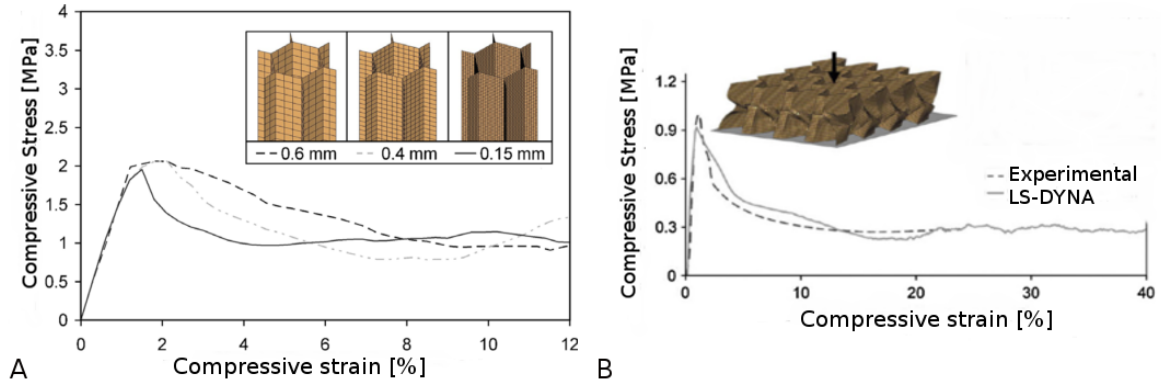 Compressive Stress [MPa]
4
3.5
3
2.5
2
1.5
1
0.5
0
0.6 mm
0.4 mm
0.15 mm
0
2
4
6
8
10
12
Compressive strain [%]
A
Compressive Stress [MPa]
1.2
0.9
0.6
0.3
0
Experimental
LS-DYNA
0
10
20
30
40
Compressive strain [%]
B